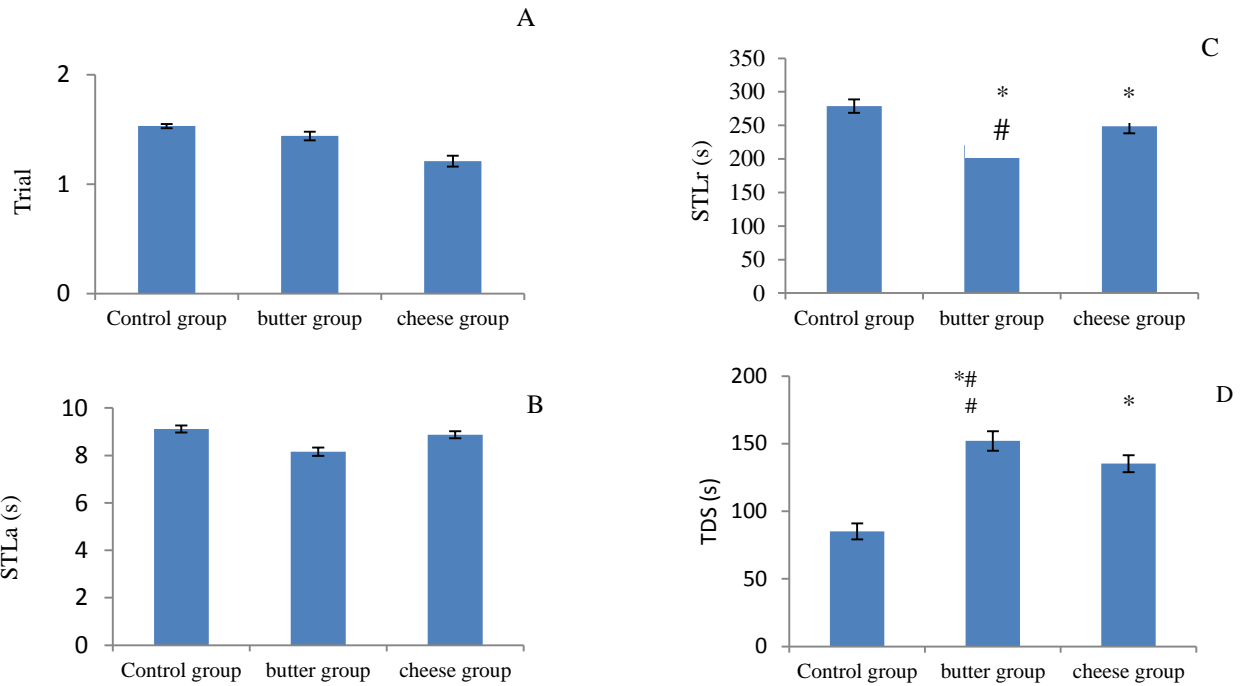 A
2
1
0
Trial
Control group butter group cheese group
B
10
8
6
4
2
0
STLa (s)
Control group butter group cheese group
C
350
300
250
200
150
100
50
0
STLr (s)
*
#
*
Control group butter group cheese group
D
200
150
100
50
0
TDS (s)
*#
#
*
Control group butter group cheese group